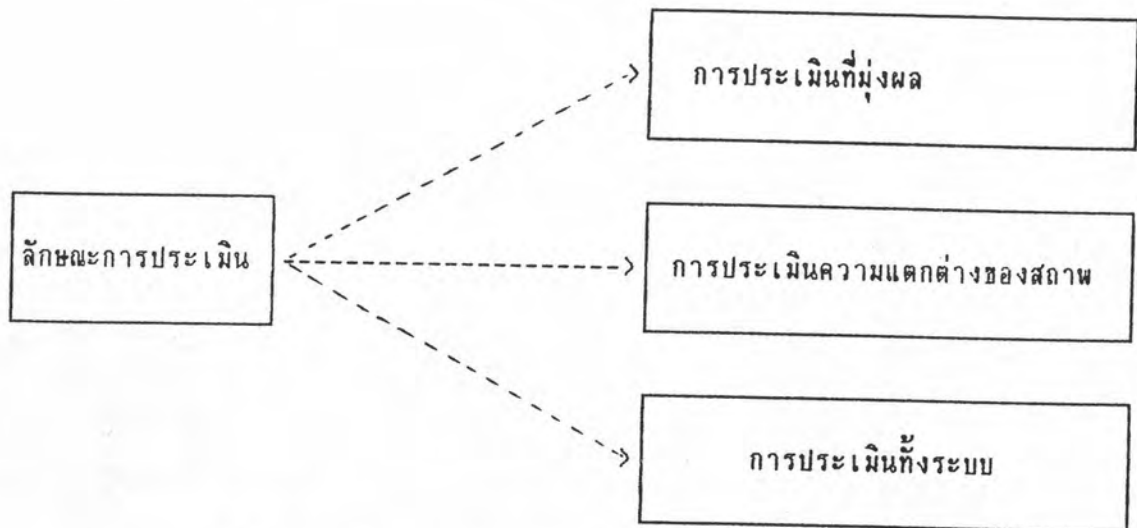 การประเมินที่มุ่งผล
ลักษณะการประเมิน
การประเมินความแตกต่างของสถาพ
การประเมินทั้งระบบ